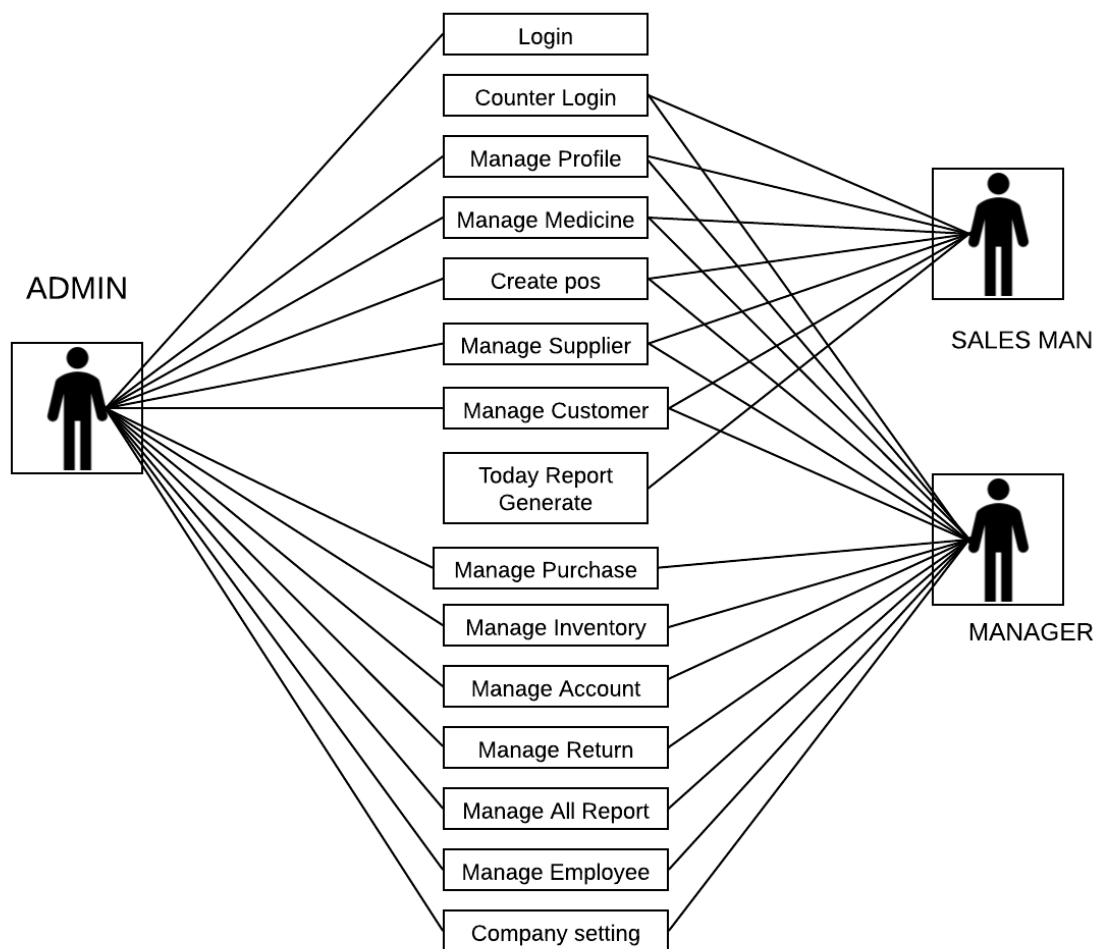 Login
Counter Login
Manage Profile
Manage Medicine
Create pos
ADMIN
Manage Supplier
SALES MAN
Manage Customer
Today Report
Generate
Manage Purchase
Manage Inventory
MANAGER
Manage Account
Manage Return
Manage All Report
Manage Employee
Company setting